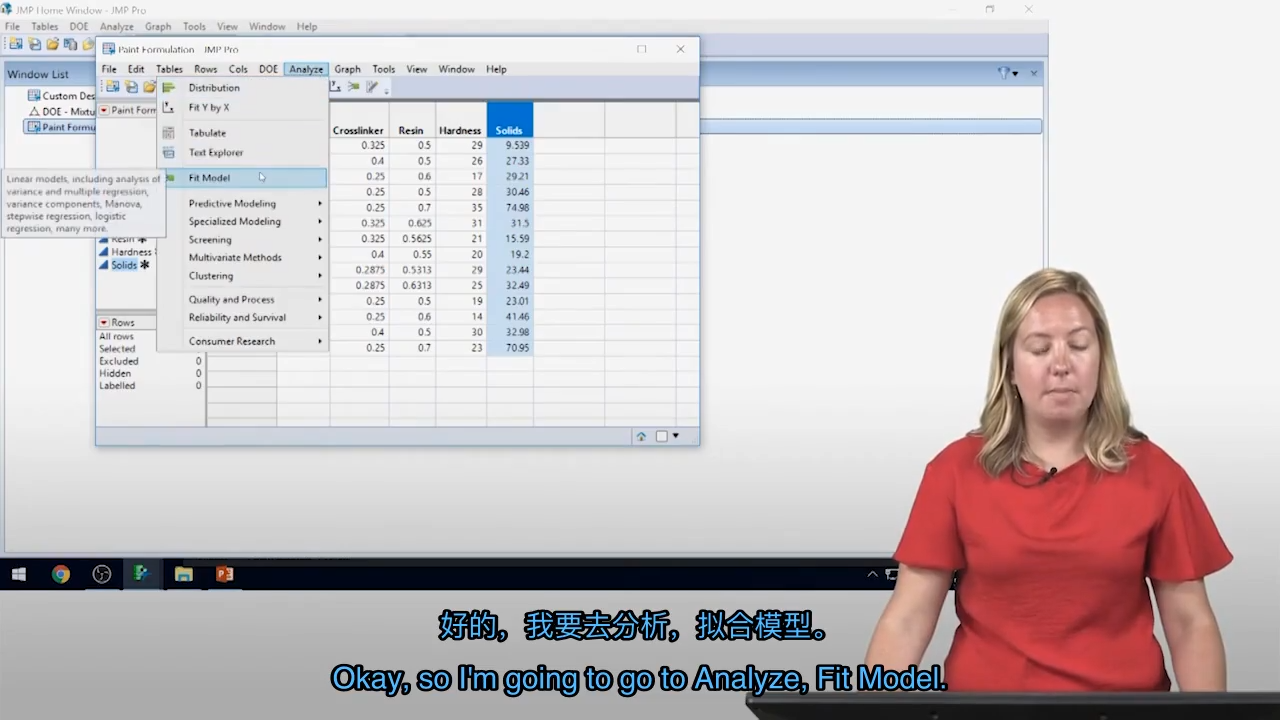 JMP Home Window - JMP Pro
File Tables DOE Analyze Graph Tools View Window Help
Window List
Custom Des
DOE - Mixtu
Paint Formu
Paint Formulation - JMP Pro
File Edit Tables Rows Cols DOE Analyze Graph Tools View Window Help
Paint Form
Distribution
Fit Y by X
Tabulate
Text Explorer
Fit Model
Predictive Modeling
Specialized Modeling
Screening
Multivariate Methods
Clustering
Quality and Process
Reliability and Survival
Consumer Research
Linear models, including analysis of
variance and multiple regression,
variance components, Manova,
stepwise regression, logistic
regression, many more.
Resin
Hardness
Solids
Rows
All rows
Selected
Excluded 0
Hidden 0
Labelled 0
Crosslinker Resin Hardness Solids
0.325 0.5 29 9.539
0.4 0.5 26 27.33
0.25 0.6 17 29.21
0.25 0.5 28 30.46
0.25 0.7 35 74.98
0.325 0.625 31 31.5
0.325 0.5625 21 15.59
0.4 0.55 20 19.2
0.2875 0.5313 29 23.44
0.2875 0.6313 25 32.49
0.25 0.5 19 23.01
0.25 0.6 14 41.46
0.4 0.5 30 32.98
0.25 0.7 23 70.95
好的，我要去分析，拟合模型。
Okay, so I'm going to go to Analyze, Fit Model.